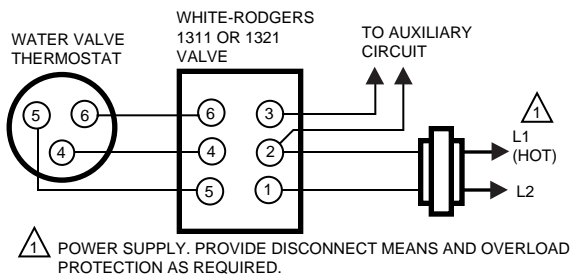 WHITE-RODGERS
1311 OR 1321
VALVE
TO AUXILIARY
CIRCUIT
WATER VALVE
THERMOSTAT
5 6 6 3
4 4 2
5 1
1
L1
(HOT)
L2
1 POWER SUPPLY. PROVIDE DISCONNECT MEANS AND OVERLOAD
PROTECTION AS REQUIRED.